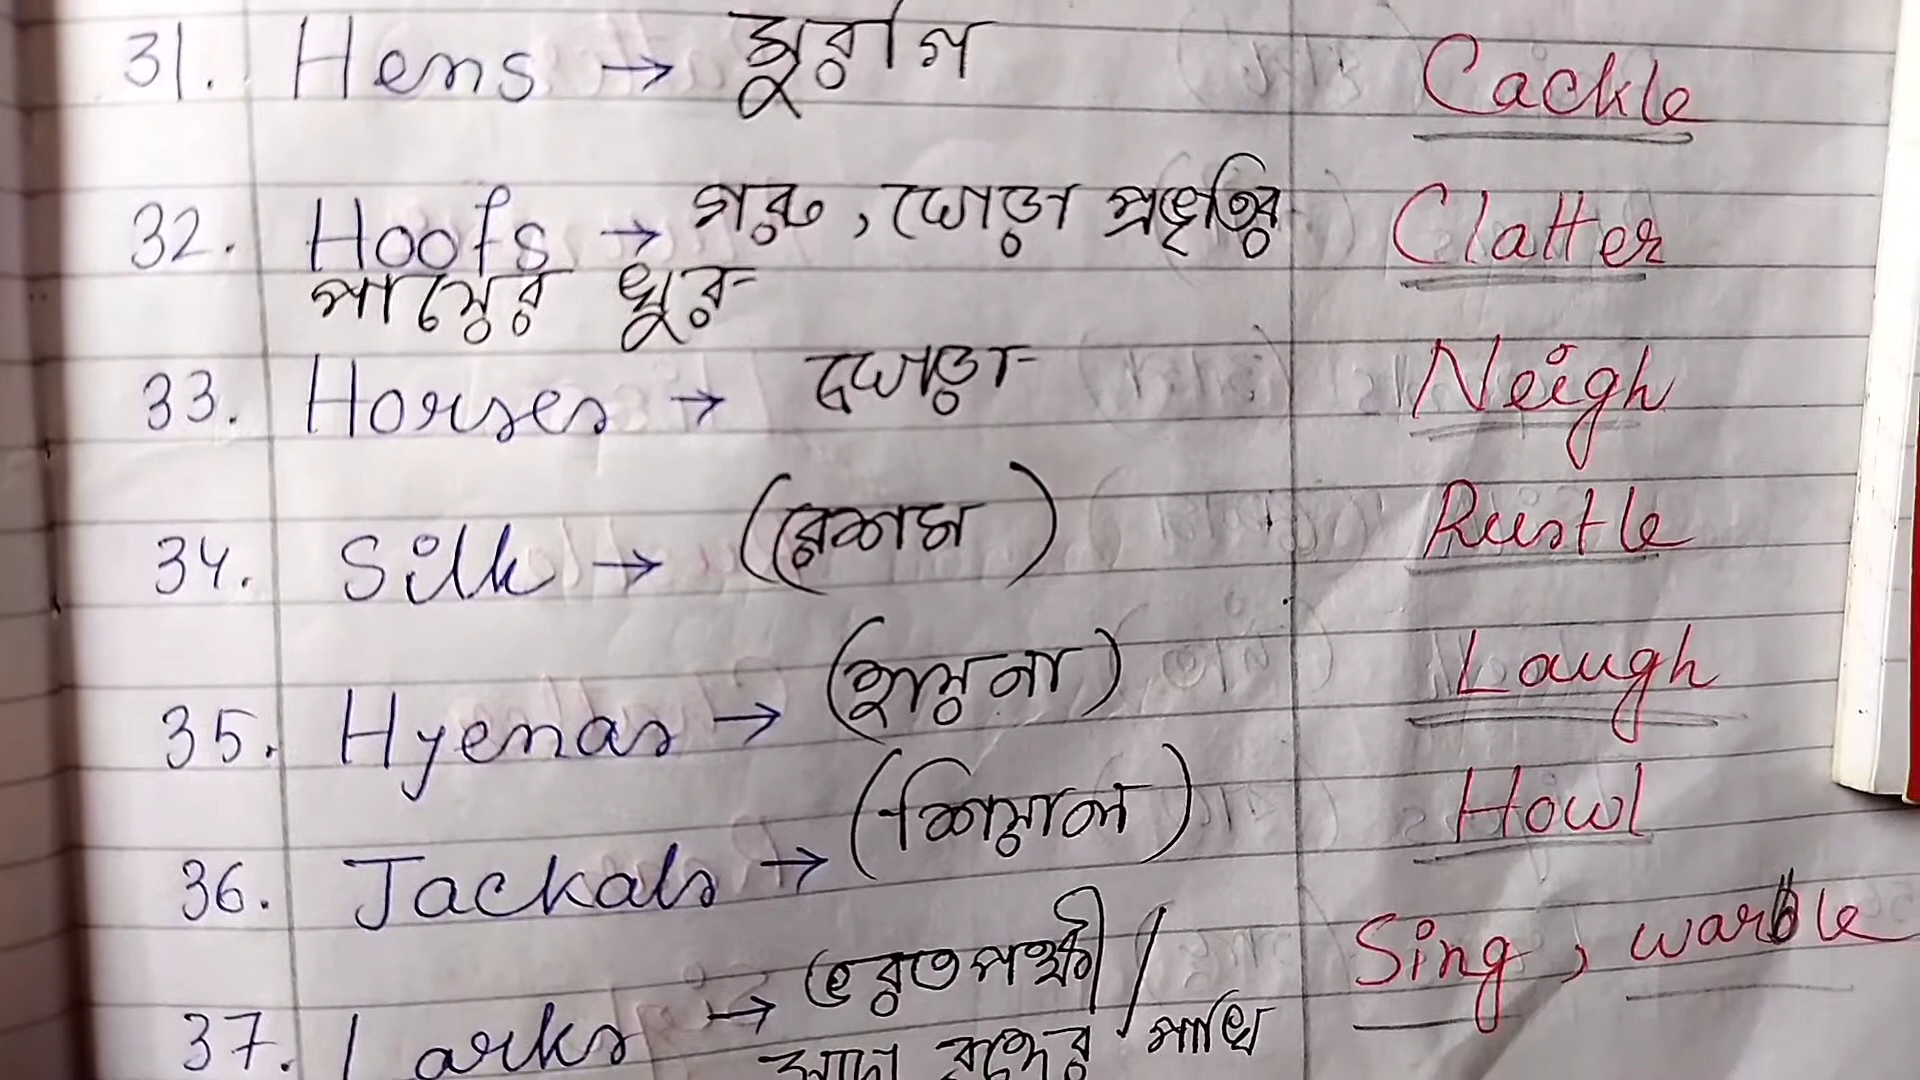 31. Hens → মুরগি Cackle
32. Hoofs → গরু, ঘোড়া প্রভৃতির Clatter
পায়ের খুর
33. Horses → ঘোড়া Neigh
34. Silk → (রেশম) Rustle
35. Hyenas → (হায়না) Laugh
36. Jackals → (শিয়াল) Howl
37. Larks → ভরতপক্ষী / Sing, warble
রঙের পাখি